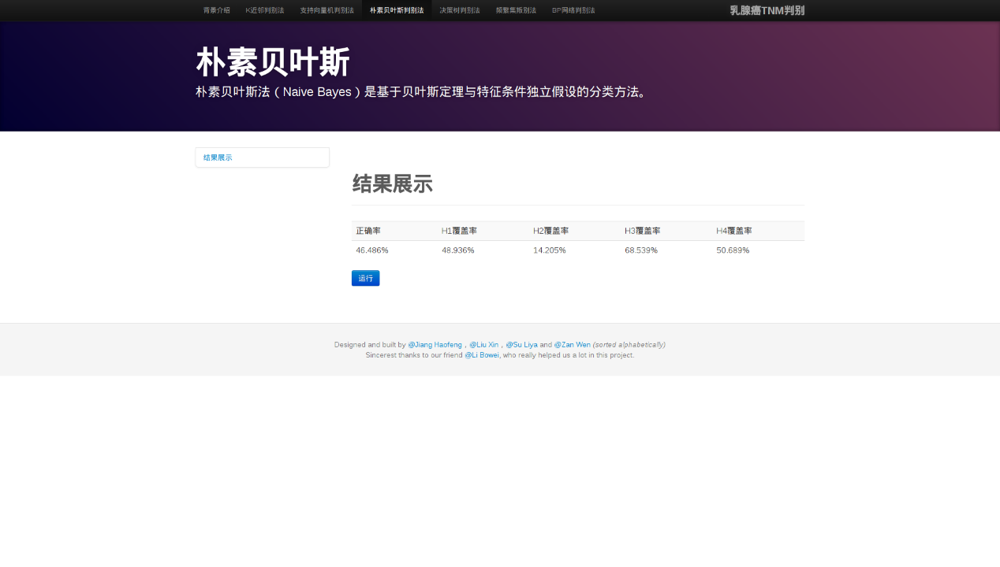 背景介绍 K近邻判别法 支持向量机判别法 朴素贝叶斯判别法 决策树判别法 频繁集叛别法 BP网络判别法 乳腺癌TNM判别
朴素贝叶斯
朴素贝叶斯法（Naive Bayes）是基于贝叶斯定理与特征条件独立假设的分类方法。
结果展示
结果展示
正确率 H1覆盖率 H2覆盖率 H3覆盖率 H4覆盖率
46.486% 48.936% 14.205% 68.539% 50.689%
运行
Designed and built by @Jiang Haofeng，@Liu Xin，@Su Liya and @Zan Wen (sorted alphabetically)
Sincerest thanks to our friend @Li Bowei, who really helped us a lot in this project.